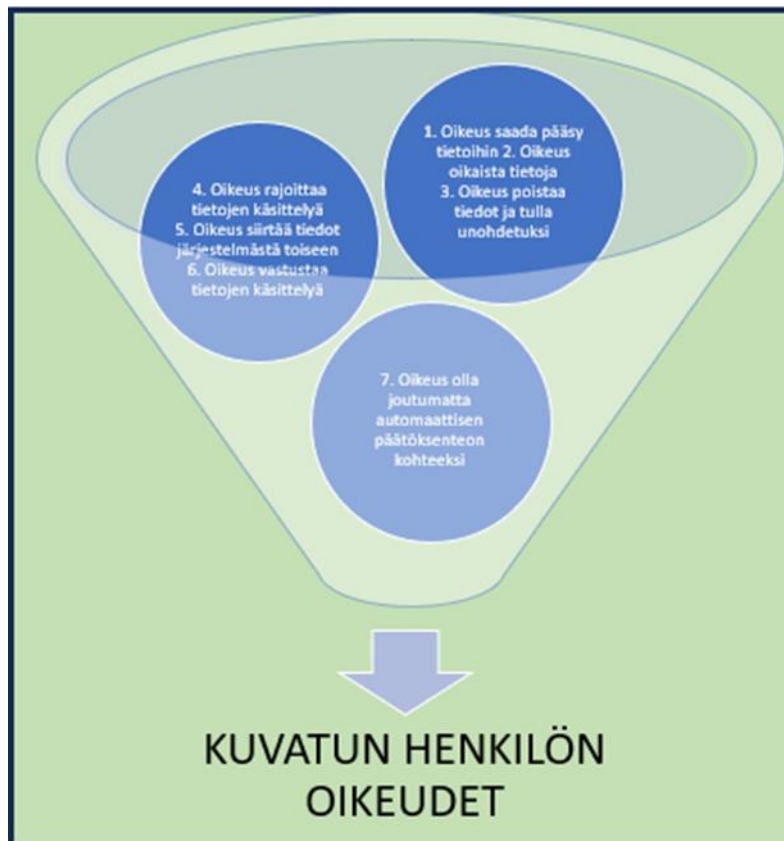 1. Oikeus saada pääsy
tietoihin 2. Oikeus
oikaista tietoja
3. Oikeus poistaa
tiedot ja tulla
unohdetuksi
4. Oikeus rajoittaa
tietojen käsittelyä
5. Oikeus siirtää tiedot
järjestelmästä toiseen
6. Oikeus vastustaa
tietojen käsittelyä
7. Oikeus olla
joutumatta
automaattisen
päätöksenteon
kohteeksi
KUVATUN HENKILÖN
OIKEUDET